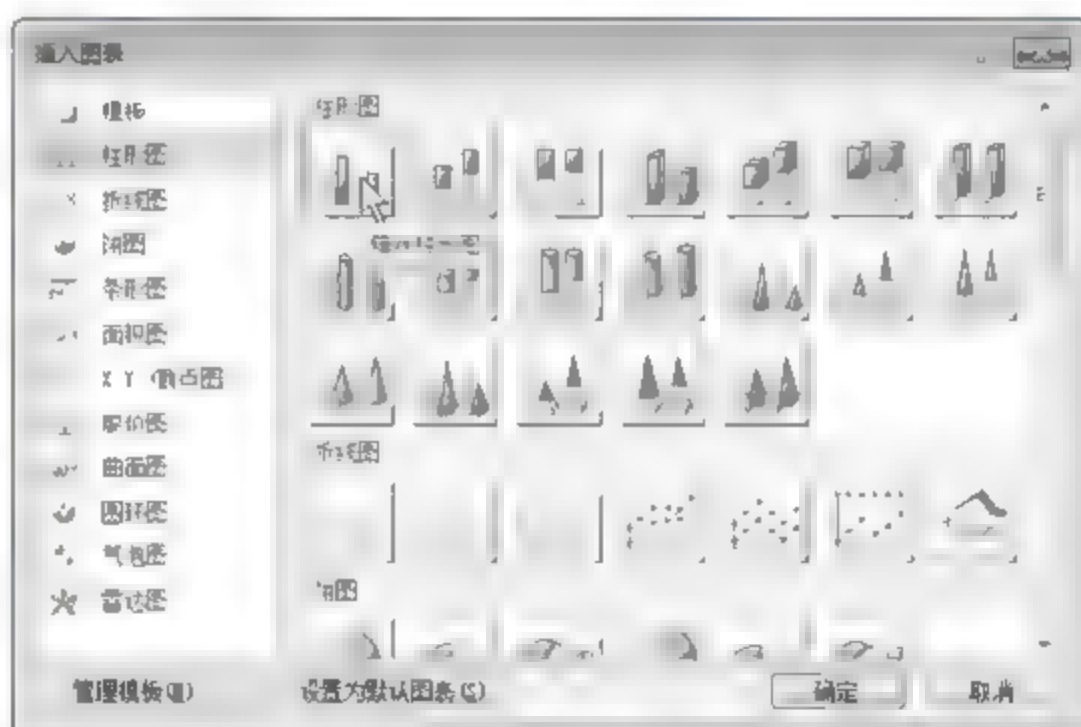 插入图表
模板
柱形图
折线图
饼图
条形图
面积图
X Y (散点图
股价图
曲面图
圆环图
气泡图
雷达图
柱形图
折线图
饼图
管理模板(M)
设置为默认图表(S)
确定
取消